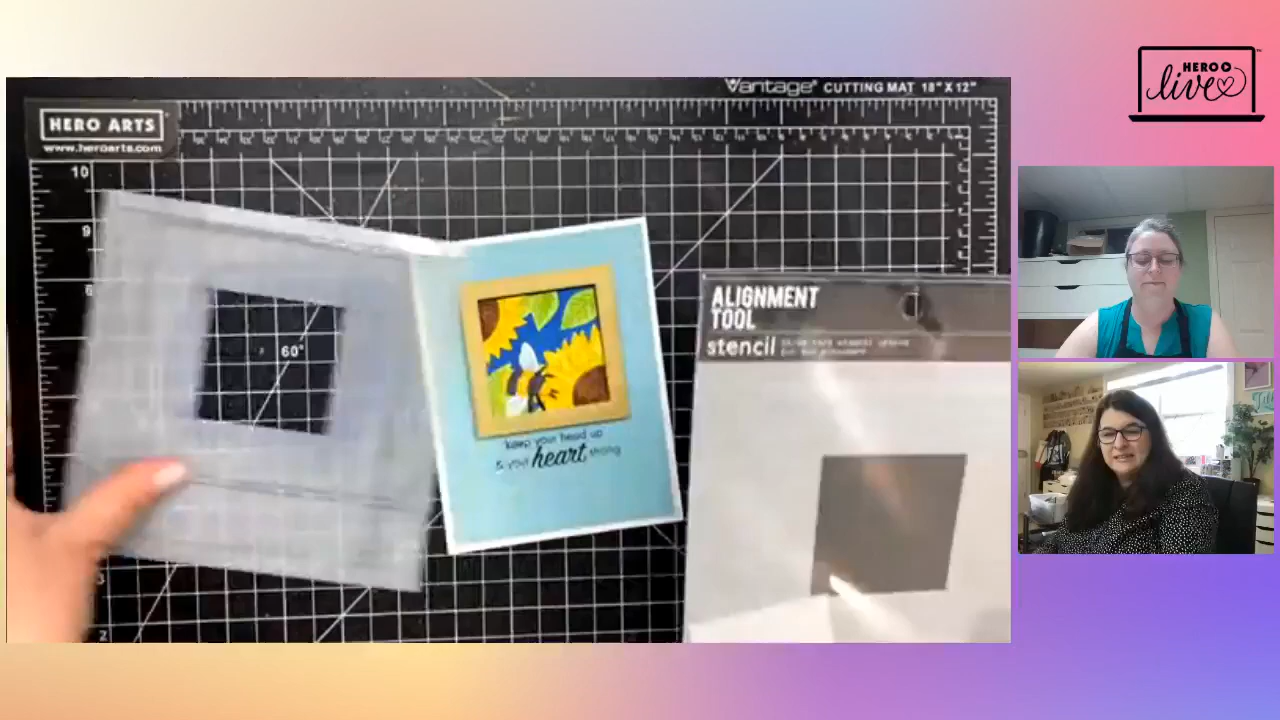 HERO
live
Vantage® CUTTING MAT 18" X 12"
HERO ARTS
www.heroarts.com
10
9
8
60°
ALIGNMENT
TOOL
stencil
keep your head up
& your heart strong
2